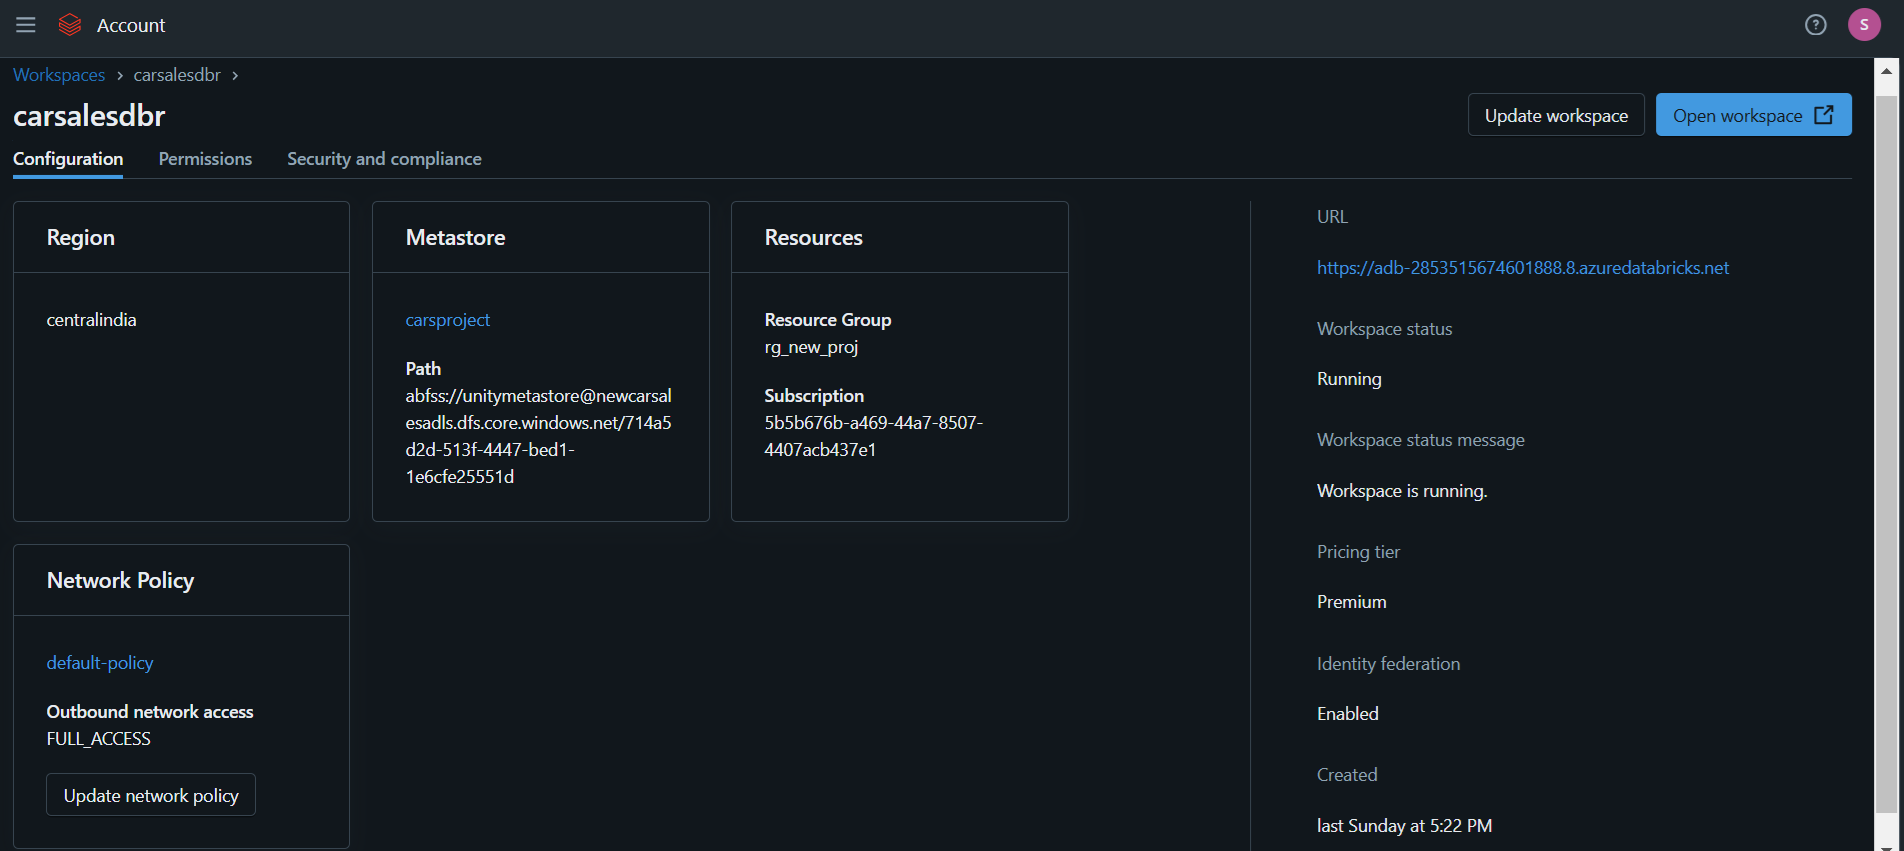 Account
S
Workspaces > carsalesdbr >
carsalesdbr
Update workspace
Open workspace
Configuration
Permissions
Security and compliance
Region
centralindia
Metastore
carsproject
Path
abfss://unitymetastore@newcarsal
esadls.dfs.core.windows.net/714a5
d2d-513f-4447-bed1-
1e6cfe25551d
Resources
Resource Group
rg_new_proj
Subscription
5b5b676b-a469-44a7-8507-
4407acb437e1
Network Policy
default-policy
Outbound network access
FULL_ACCESS
Update network policy
URL
https://adb-2853515674601888.8.azuredatabricks.net
Workspace status
Running
Workspace status message
Workspace is running.
Pricing tier
Premium
Identity federation
Enabled
Created
last Sunday at 5:22 PM